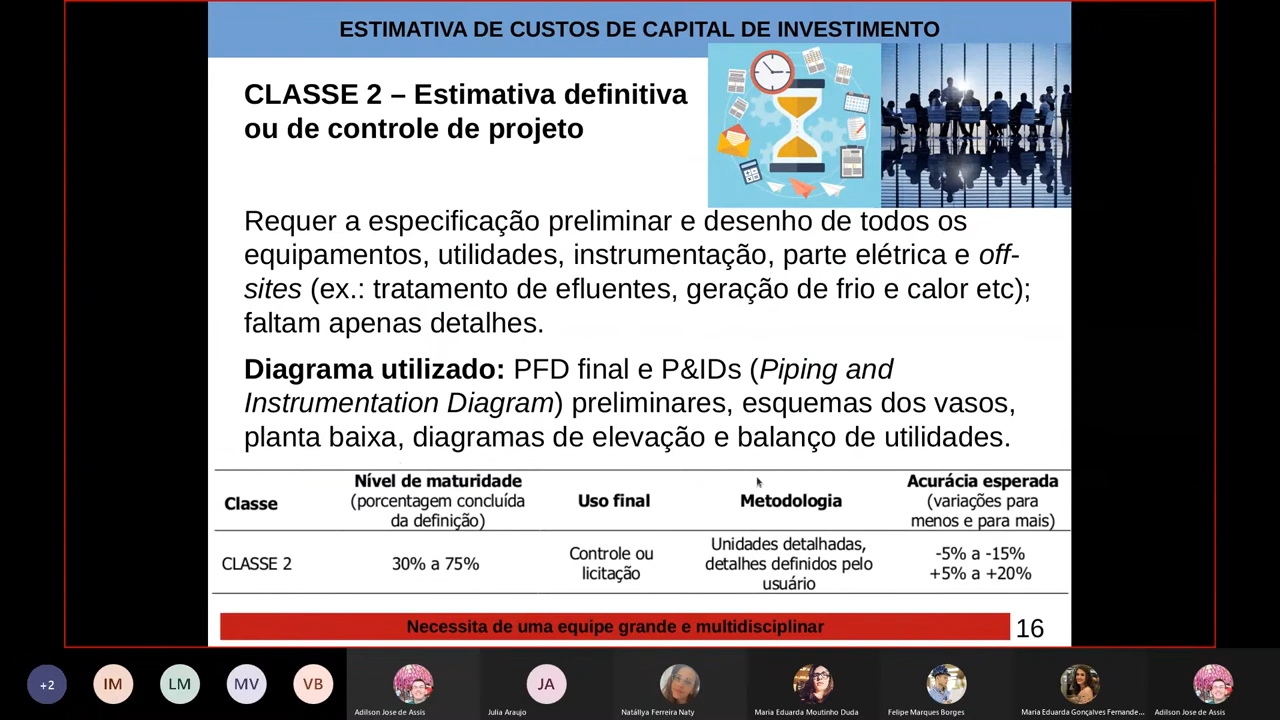 ESTIMATIVA DE CUSTOS DE CAPITAL DE INVESTIMENTO
CLASSE 2 – Estimativa definitiva
ou de controle de projeto
Requer a especificação preliminar e desenho de todos os
equipamentos, utilidades, instrumentação, parte elétrica e off-
sites (ex.: tratamento de efluentes, geração de frio e calor etc);
faltam apenas detalhes.
Diagrama utilizado: PFD final e P&IDs (Piping and
Instrumentation Diagram) preliminares, esquemas dos vasos,
planta baixa, diagramas de elevação e balanço de utilidades.
Classe
Nível de maturidade
(porcentagem concluída
da definição)
Uso final
Metodologia
Acurácia esperada
(variações para
menos e para mais)
CLASSE 2
30% a 75%
Controle ou
licitação
Unidades detalhadas,
detalhes definidos pelo
usuário
-5% a -15%
+5% a +20%
Necessita de uma equipe grande e multidisciplinar
16
+2
IM
LM
MV
VB
JA
Adilson Jose de Assis
Julia Araujo
Natállya Ferreira Naty
Maria Eduarda Moutinho Duda
Felipe Marques Borges
Maria Eduarda Gonçalves Fernande...
Adilson Jose de Assis